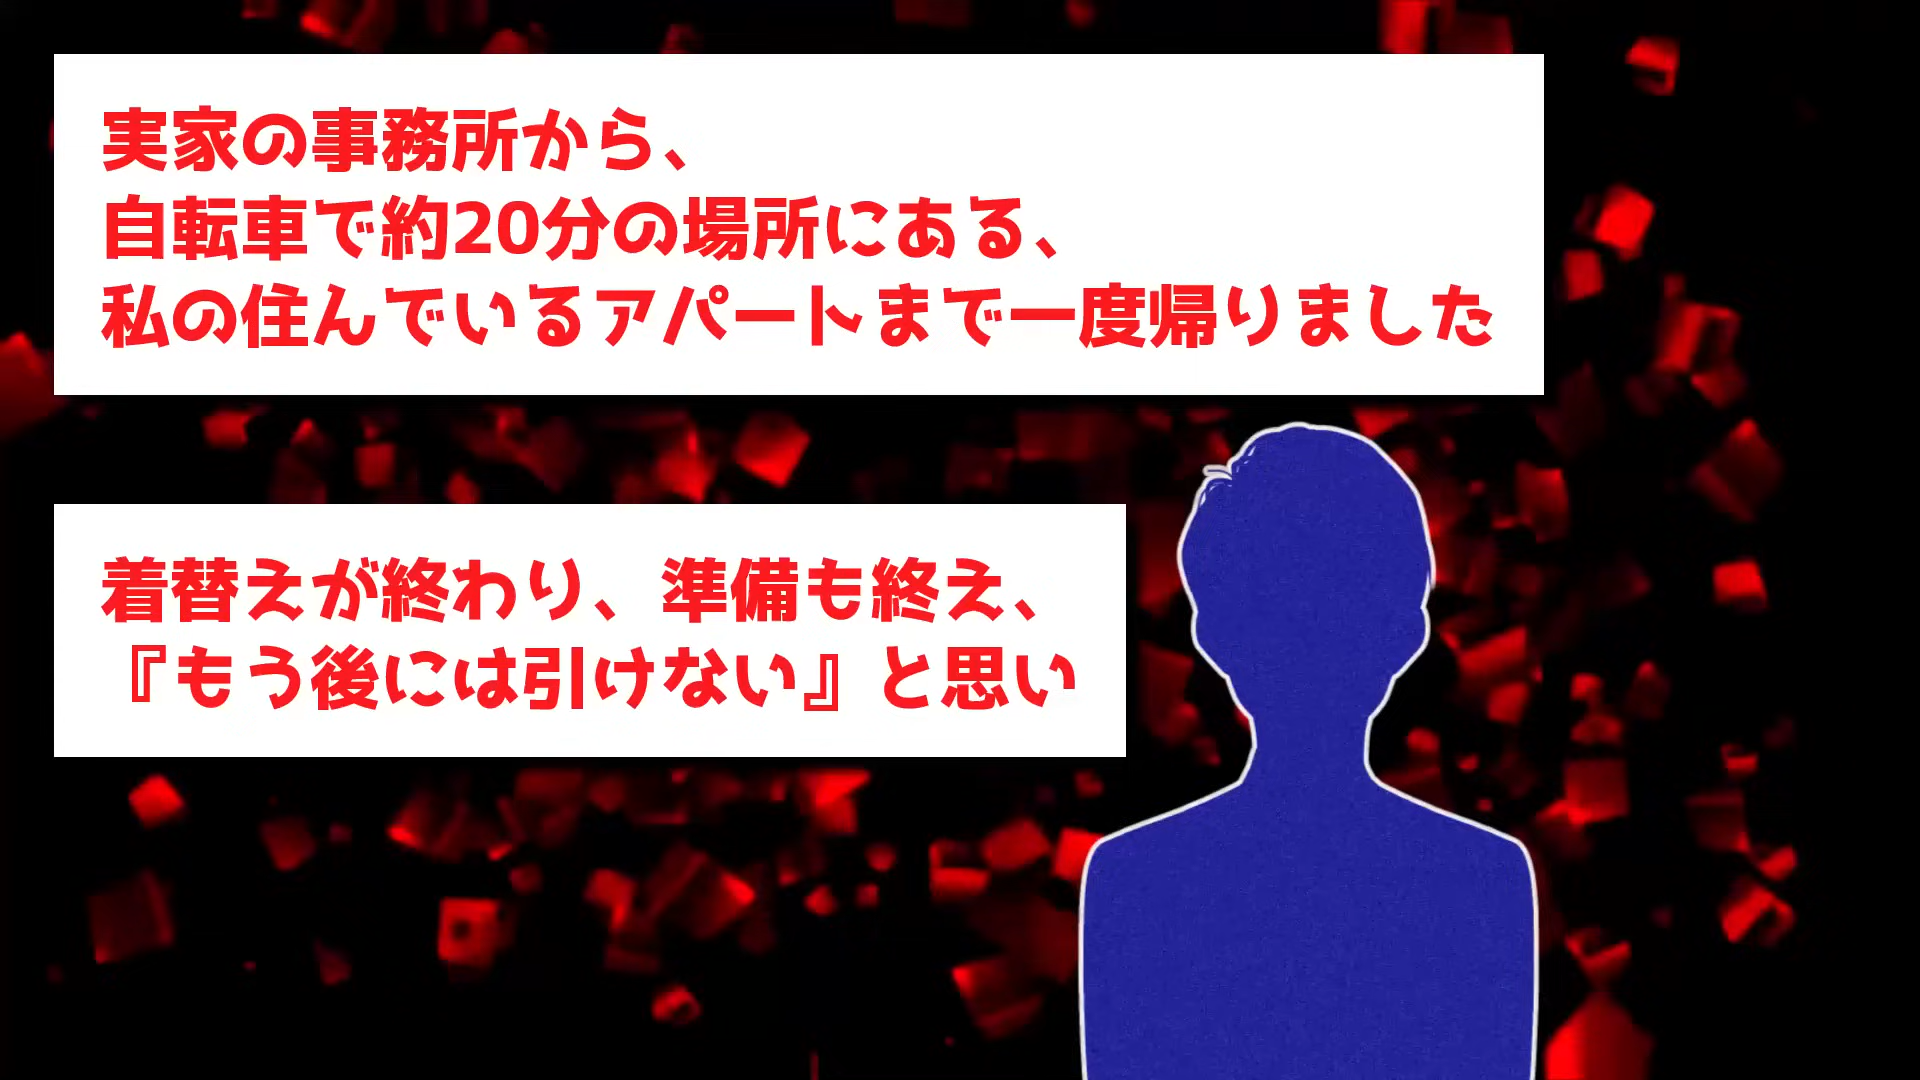 実家の事務所から、
自転車で約20分の場所にある、
私の住んでいるアパートまで一度帰りました
着替えが終わり、準備も終え、
『もう後には引けない』と思い